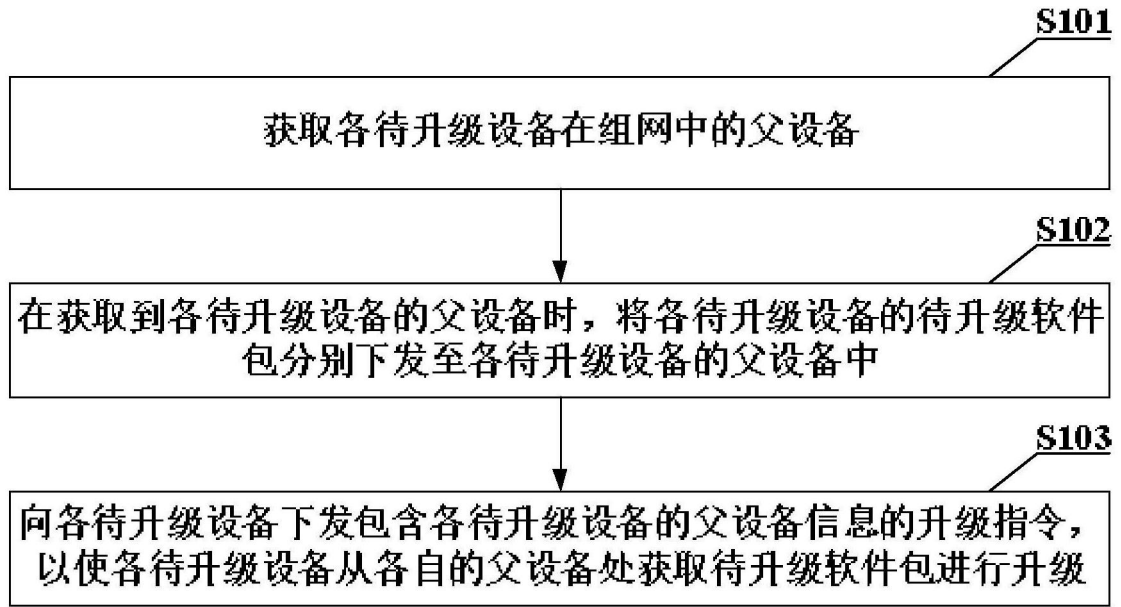 S101
获取各待升级设备在组网中的父设备
S102
在获取到各待升级设备的父设备时，将各待升级设备的待升级软件
包分别下发至各待升级设备的父设备中
S103
向各待升级设备下发包含各待升级设备的父设备信息的升级指令，
以使各待升级设备从各自的父设备处获取待升级软件包进行升级